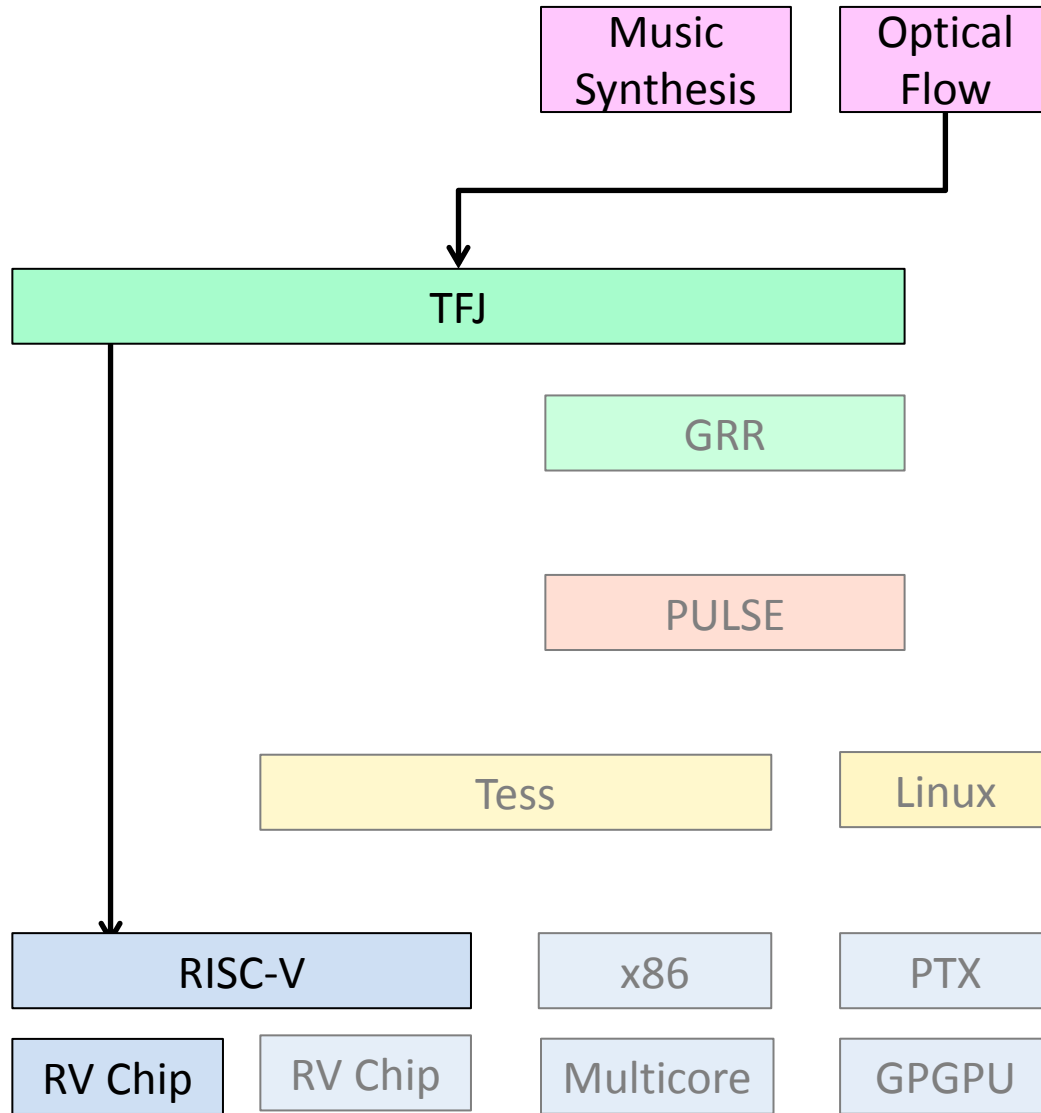 Music
Synthesis
Optical
Flow
TFJ
GRR
PULSE
Tess
Linux
RISC-V
x86
PTX
RV Chip
RV Chip
Multicore
GPGPU